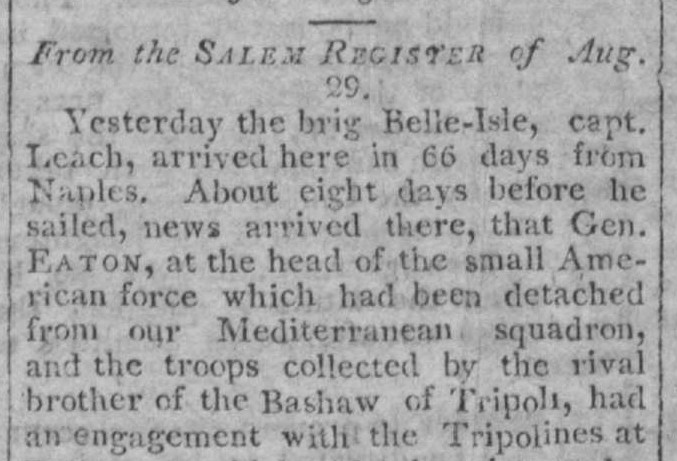 From the SALEM REGISTER of Aug.
29.
Yesterday the brig Belle-Isle, capt.
Leach, arrived here in 66 days from
Naples. About eight days before he
sailed, news arrived there, that Gen.
EATON, at the head of the small Ame-
rican force which had been detached
from our Mediterranean squadron,
and the troops collected by the rival
brother of the Bashaw of Tripoli, had
an engagement with the Tripolines at